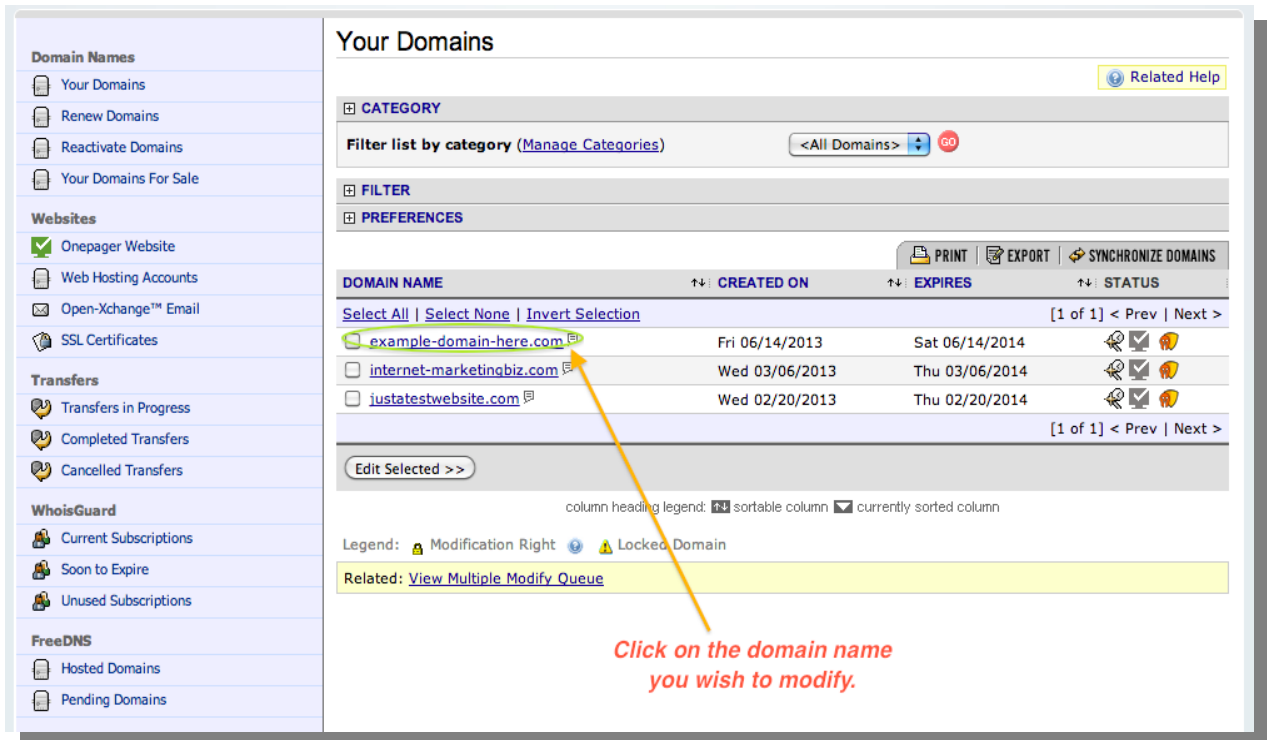 Domain Names
Your Domains
Renew Domains
Reactivate Domains
Your Domains For Sale
Websites
Onepager Website
Web Hosting Accounts
Open-Xchange™ Email
SSL Certificates
Transfers
Transfers in Progress
Completed Transfers
Cancelled Transfers
WhoisGuard
Current Subscriptions
Soon to Expire
Unused Subscriptions
FreeDNS
Hosted Domains
Pending Domains
Your Domains
Related Help
CATEGORY
Filter list by category (Manage Categories) <All Domains> GO
FILTER
PREFERENCES
PRINT | EXPORT | SYNCHRONIZE DOMAINS
DOMAIN NAME CREATED ON EXPIRES STATUS
Select All | Select None | Invert Selection [1 of 1] < Prev | Next >
example-domain-here.com Fri 06/14/2013 Sat 06/14/2014
internet-marketingbiz.com Wed 03/06/2013 Thu 03/06/2014
justatestwebsite.com Wed 02/20/2013 Thu 02/20/2014
[1 of 1] < Prev | Next >
Edit Selected >>
column heading legend: sortable column currently sorted column
Legend: Modification Right Locked Domain
Related: View Multiple Modify Queue
Click on the domain name
you wish to modify.